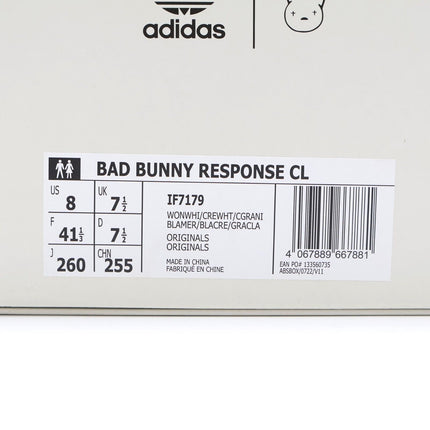 adidas
BAD BUNNY RESPONSE CL
US 8 UK 7½
F 41⅓ D 7½
J 260 CHN 255
IF7179
WONWHI/CREWHT/CGRANI
BLAMER/BLACRE/GRACLA
ORIGINALS
ORIGINALS
MADE IN CHINA
FABRIQUÉ EN CHINE
4 067889 667881
EAN PO# 133560735
ABSBOX/0722/V11